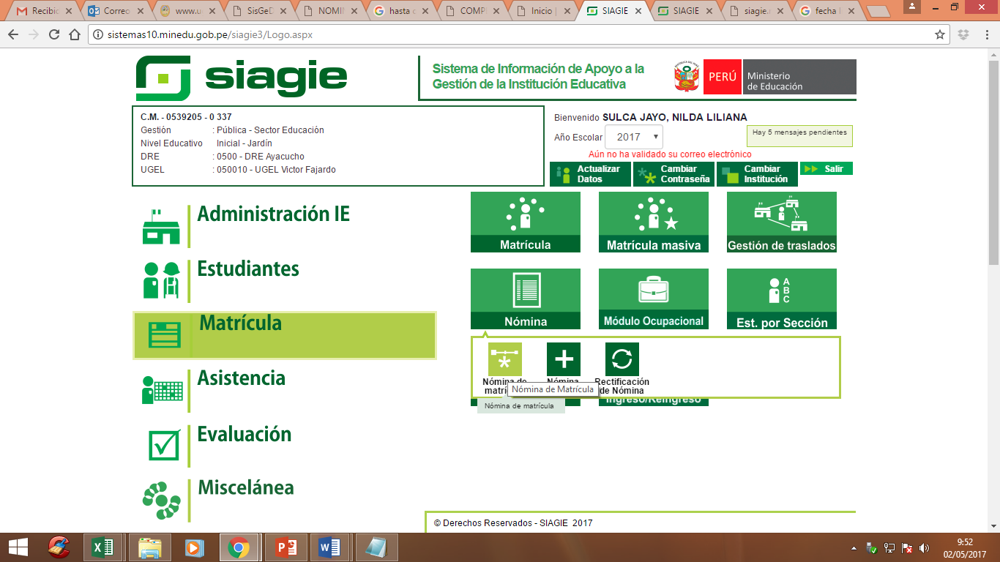 Recibid
Correo
www.u
SisGeD
NOMIN
hasta
COMP
Inicio |
SIAGIE
SIAGIE
siagie.
fecha
sistemas10.minedu.gob.pe/siagie3/Logo.aspx
siagie
Sistema de Información de Apoyo a la
Gestión de la Institución Educativa
PERÚ
Ministerio
de Educación
C.M. - 0539205 - 0 337
Gestión : Pública - Sector Educación
Nivel Educativo Inicial - Jardín
DRE : 0500 - DRE Ayacucho
UGEL : 050010 - UGEL Victor Fajardo
Bienvenido SULCA JAYO, NILDA LILIANA
Año Escolar 2017
Hay 5 mensajes pendientes
Aún no ha validado su correo electrónico
Actualizar
Datos
Cambiar
Contraseña
Cambiar
Institución
Salir
Administración IE
Estudiantes
Matrícula
Asistencia
Evaluación
Miscelánea
Matrícula
Matrícula masiva
Gestión de traslados
Nómina
Módulo Ocupacional
A
B
C
Est. por Sección
Nómina de
matrí
Nómina
Rectificación
de Nómina
Nómina de Matrícula
Nómina de matrícula
Ingreso/Reingreso
© Derechos Reservados - SIAGIE 2017
9:52
02/05/2017